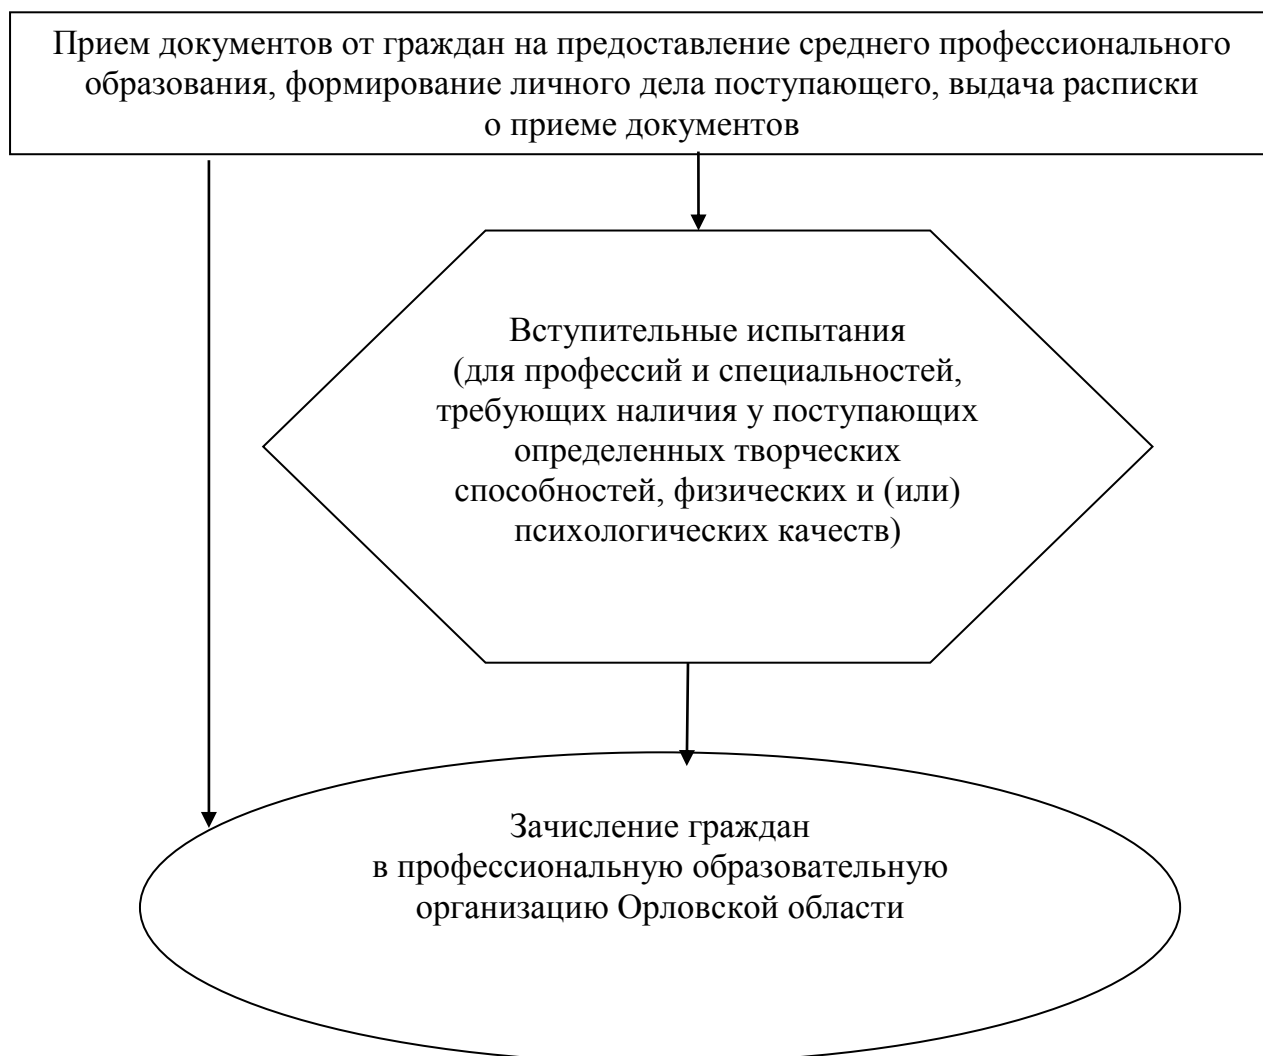 Прием документов от граждан на предоставление среднего профессионального
образования, формирование личного дела поступающего, выдача расписки
о приеме документов
Вступительные испытания
(для профессий и специальностей,
требующих наличия у поступающих
определенных творческих
способностей, физических и (или)
психологических качеств)
Зачисление граждан
в профессиональную образовательную
организацию Орловской области